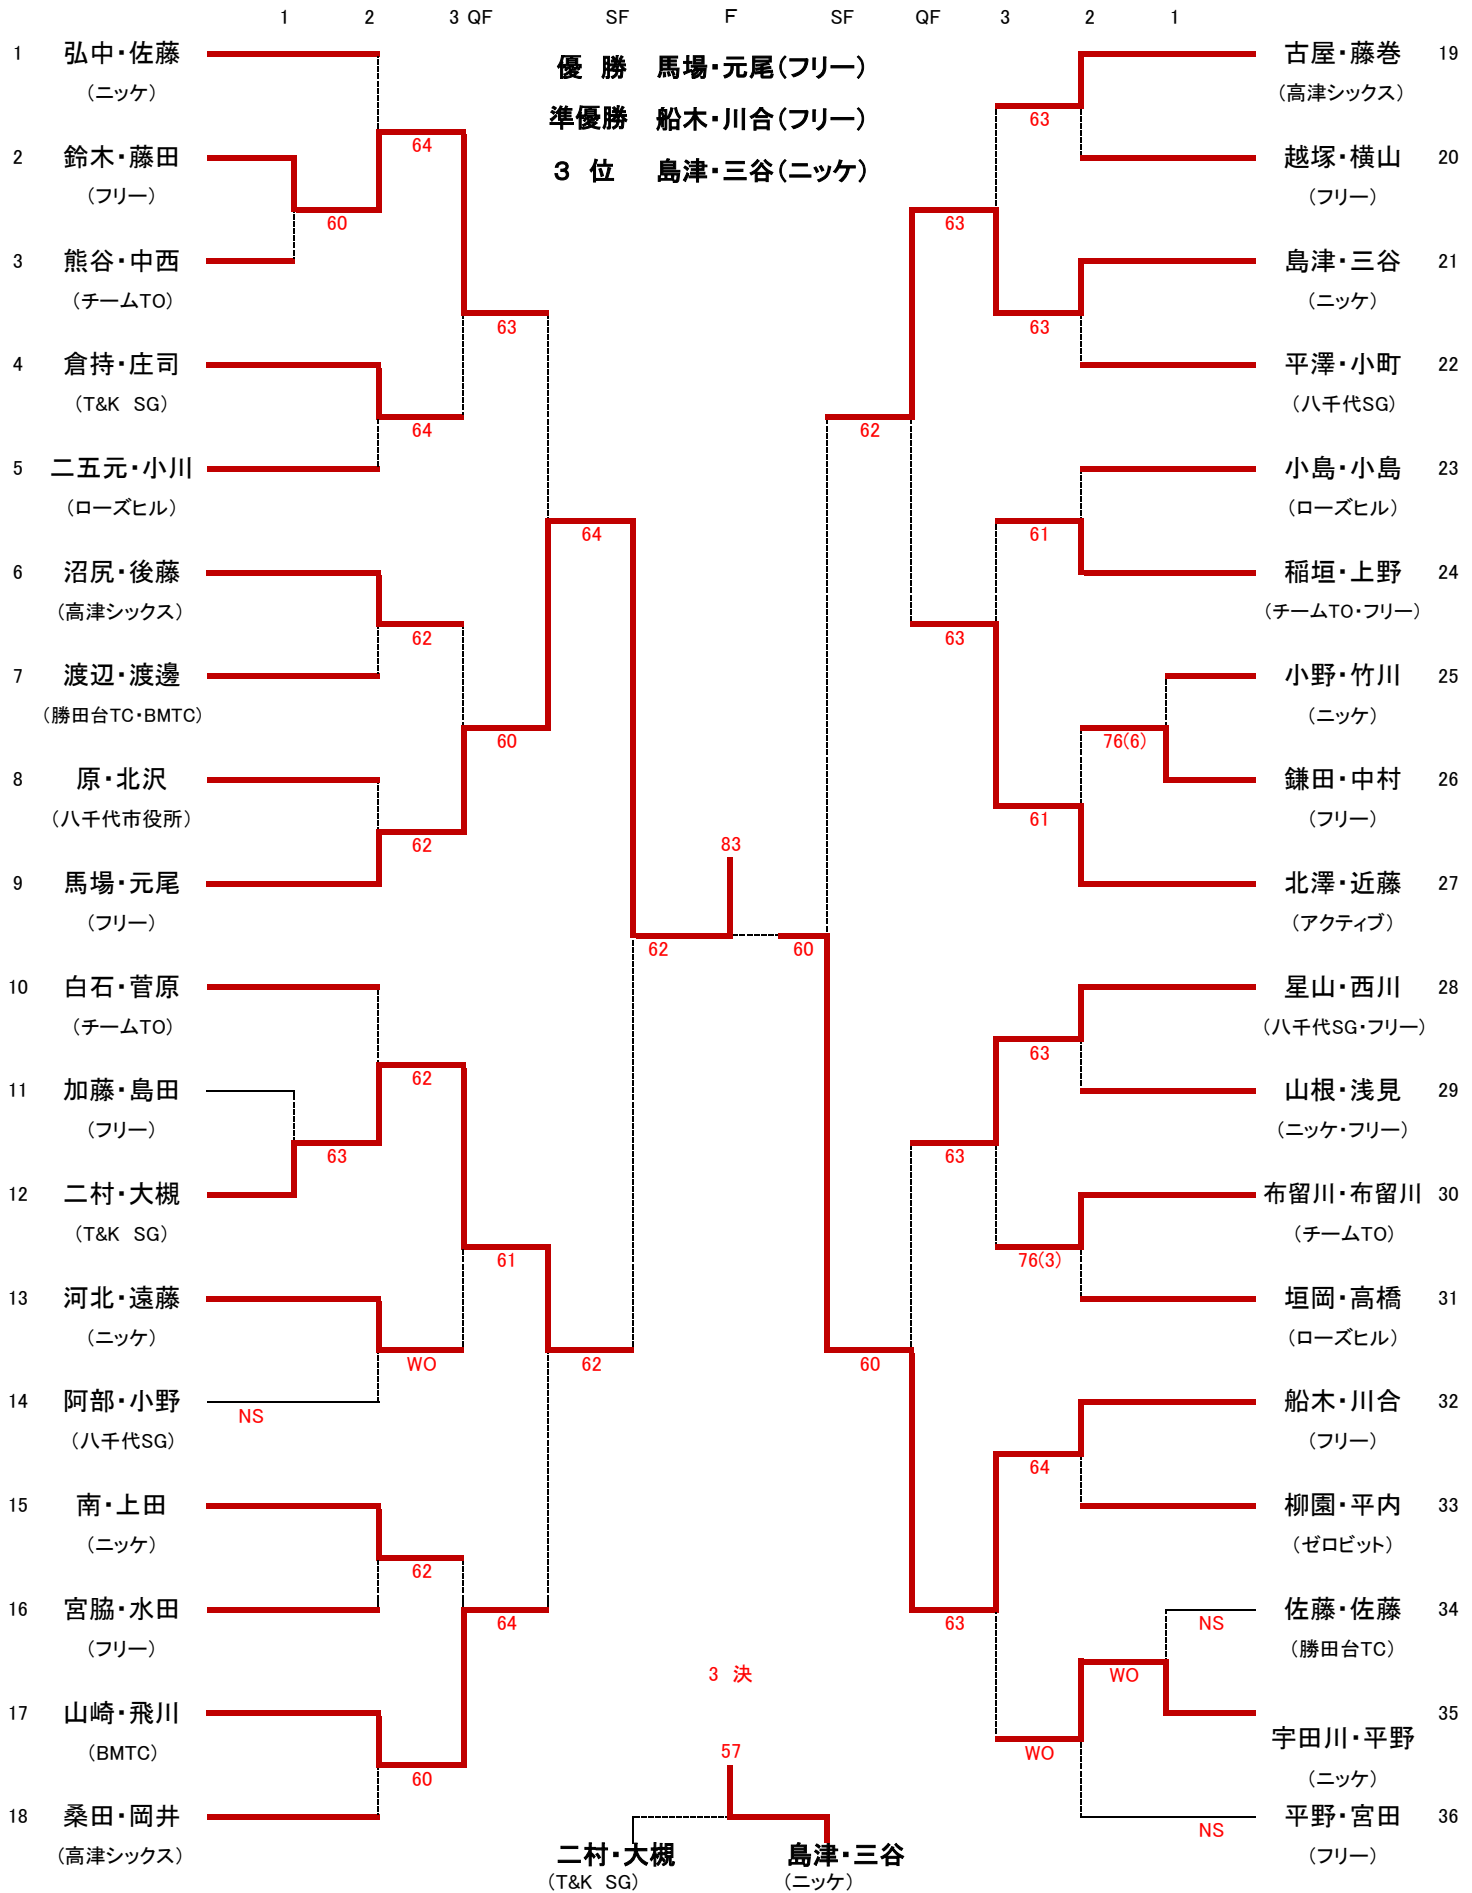 1 2 3 QF SF F SF QF 3 2 1
優 勝 馬場・元尾(フリー)
準優勝 船木・川合(フリー)
3 位 島津・三谷(ニッケ)
1 弘中・佐藤
(ニッケ)
2 鈴木・藤田
(フリー)
3 熊谷・中西
(チームTO)
4 倉持・庄司
(T&K SG)
5 二五元・小川
(ローズヒル)
6 沼尻・後藤
(高津シックス)
7 渡辺・渡邊
(勝田台TC・BMTC)
8 原・北沢
(八千代市役所)
9 馬場・元尾
(フリー)
10 白石・菅原
(チームTO)
11 加藤・島田
(フリー)
12 二村・大槻
(T&K SG)
13 河北・遠藤
(ニッケ)
14 阿部・小野
NS
(八千代SG)
15 南・上田
(ニッケ)
16 宮脇・水田
(フリー)
17 山崎・飛川
(BMTC)
18 桑田・岡井
(高津シックス)
60
63
64
64
62
62
62
WO
62
60
63
60
61
64
64
62
62
83
60
62
60
63
63
63
63
63
63
61
61
63
76(3)
64
WO
76(6)
WO
古屋・藤巻 19
(高津シックス)
越塚・横山 20
(フリー)
島津・三谷 21
(ニッケ)
平澤・小町 22
(八千代SG)
小島・小島 23
(ローズヒル)
稲垣・上野 24
(チームTO・フリー)
小野・竹川 25
(ニッケ)
鎌田・中村 26
(フリー)
北澤・近藤 27
(アクティブ)
星山・西川 28
(八千代SG・フリー)
山根・浅見 29
(ニッケ・フリー)
布留川・布留川 30
(チームTO)
垣岡・高橋 31
(ローズヒル)
船木・川合 32
(フリー)
柳園・平内 33
(ゼロビット)
佐藤・佐藤 34
NS
(勝田台TC)
宇田川・平野 35
(ニッケ)
平野・宮田 36
NS
(フリー)
3 決
57
二村・大槻 島津・三谷
(T&K SG) (ニッケ)